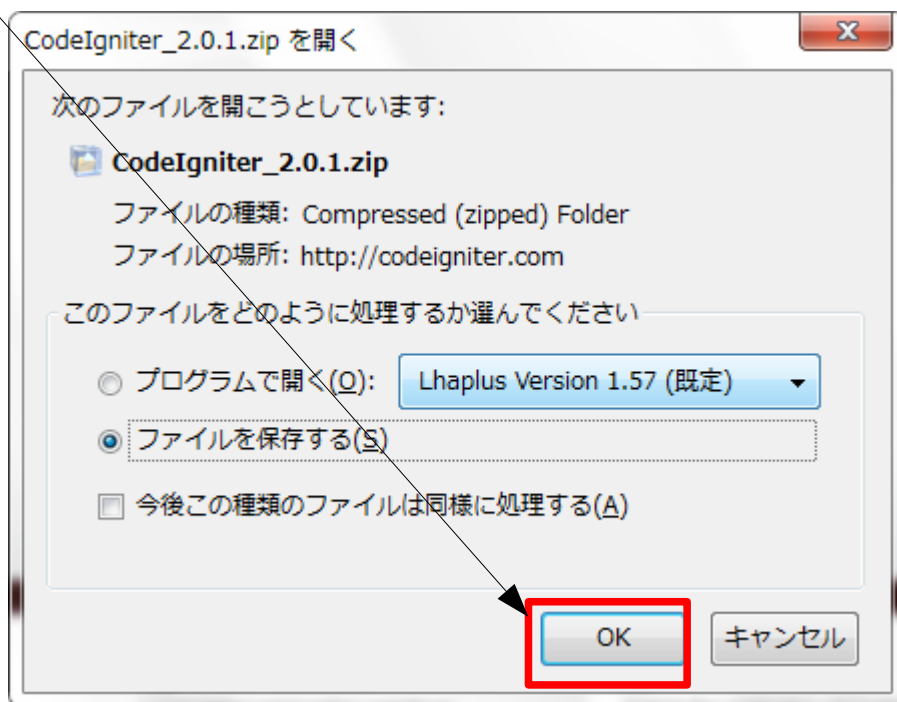 CodeIgniter_2.0.1.zip を開く
次のファイルを開こうとしています:
CodeIgniter_2.0.1.zip
ファイルの種類: Compressed (zipped) Folder
ファイルの場所: http://codeigniter.com
このファイルをどのように処理するか選んでください
プログラムで開く(O): Lhaplus Version 1.57 (既定)
ファイルを保存する(S)
今後この種類のファイルは同様に処理する(A)
OK キャンセル